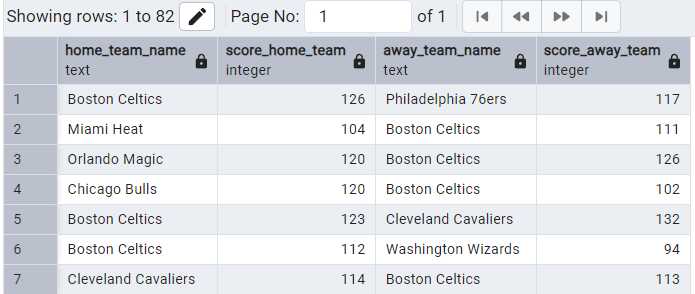 Showing rows: 1 to 82 Page No: 1 of 1
home_team_name score_home_team away_team_name score_away_team
text integer text integer
1 Boston Celtics 126 Philadelphia 76ers 117
2 Miami Heat 104 Boston Celtics 111
3 Orlando Magic 120 Boston Celtics 126
4 Chicago Bulls 120 Boston Celtics 102
5 Boston Celtics 123 Cleveland Cavaliers 132
6 Boston Celtics 112 Washington Wizards 94
7 Cleveland Cavaliers 114 Boston Celtics 113